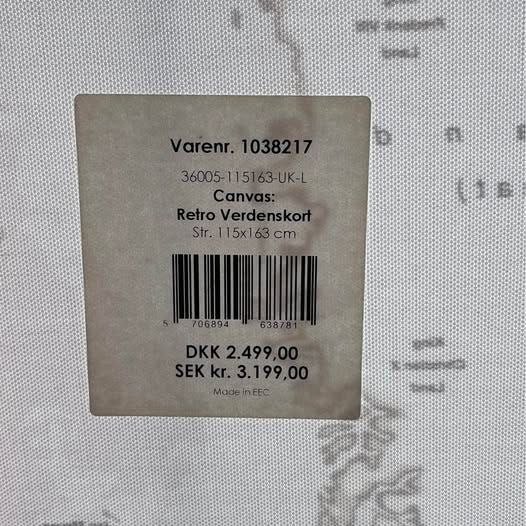 Varenr. 1038217
36005-115163-UK-L
Canvas:
Retro Verdenskort
Str. 115x163 cm
5 706894 638781
DKK 2.499,00
SEK kr. 3.199,00
Made in EEC